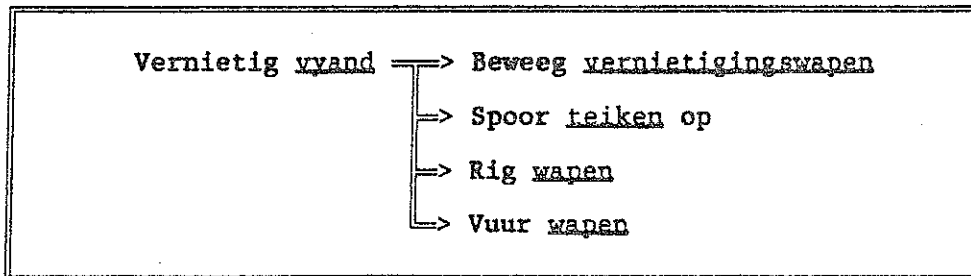 Vernietig vyand ==> Beweeg vernietigingswapen
==> Spoor teiken op
==> Rig wapen
==> Vuur wapen